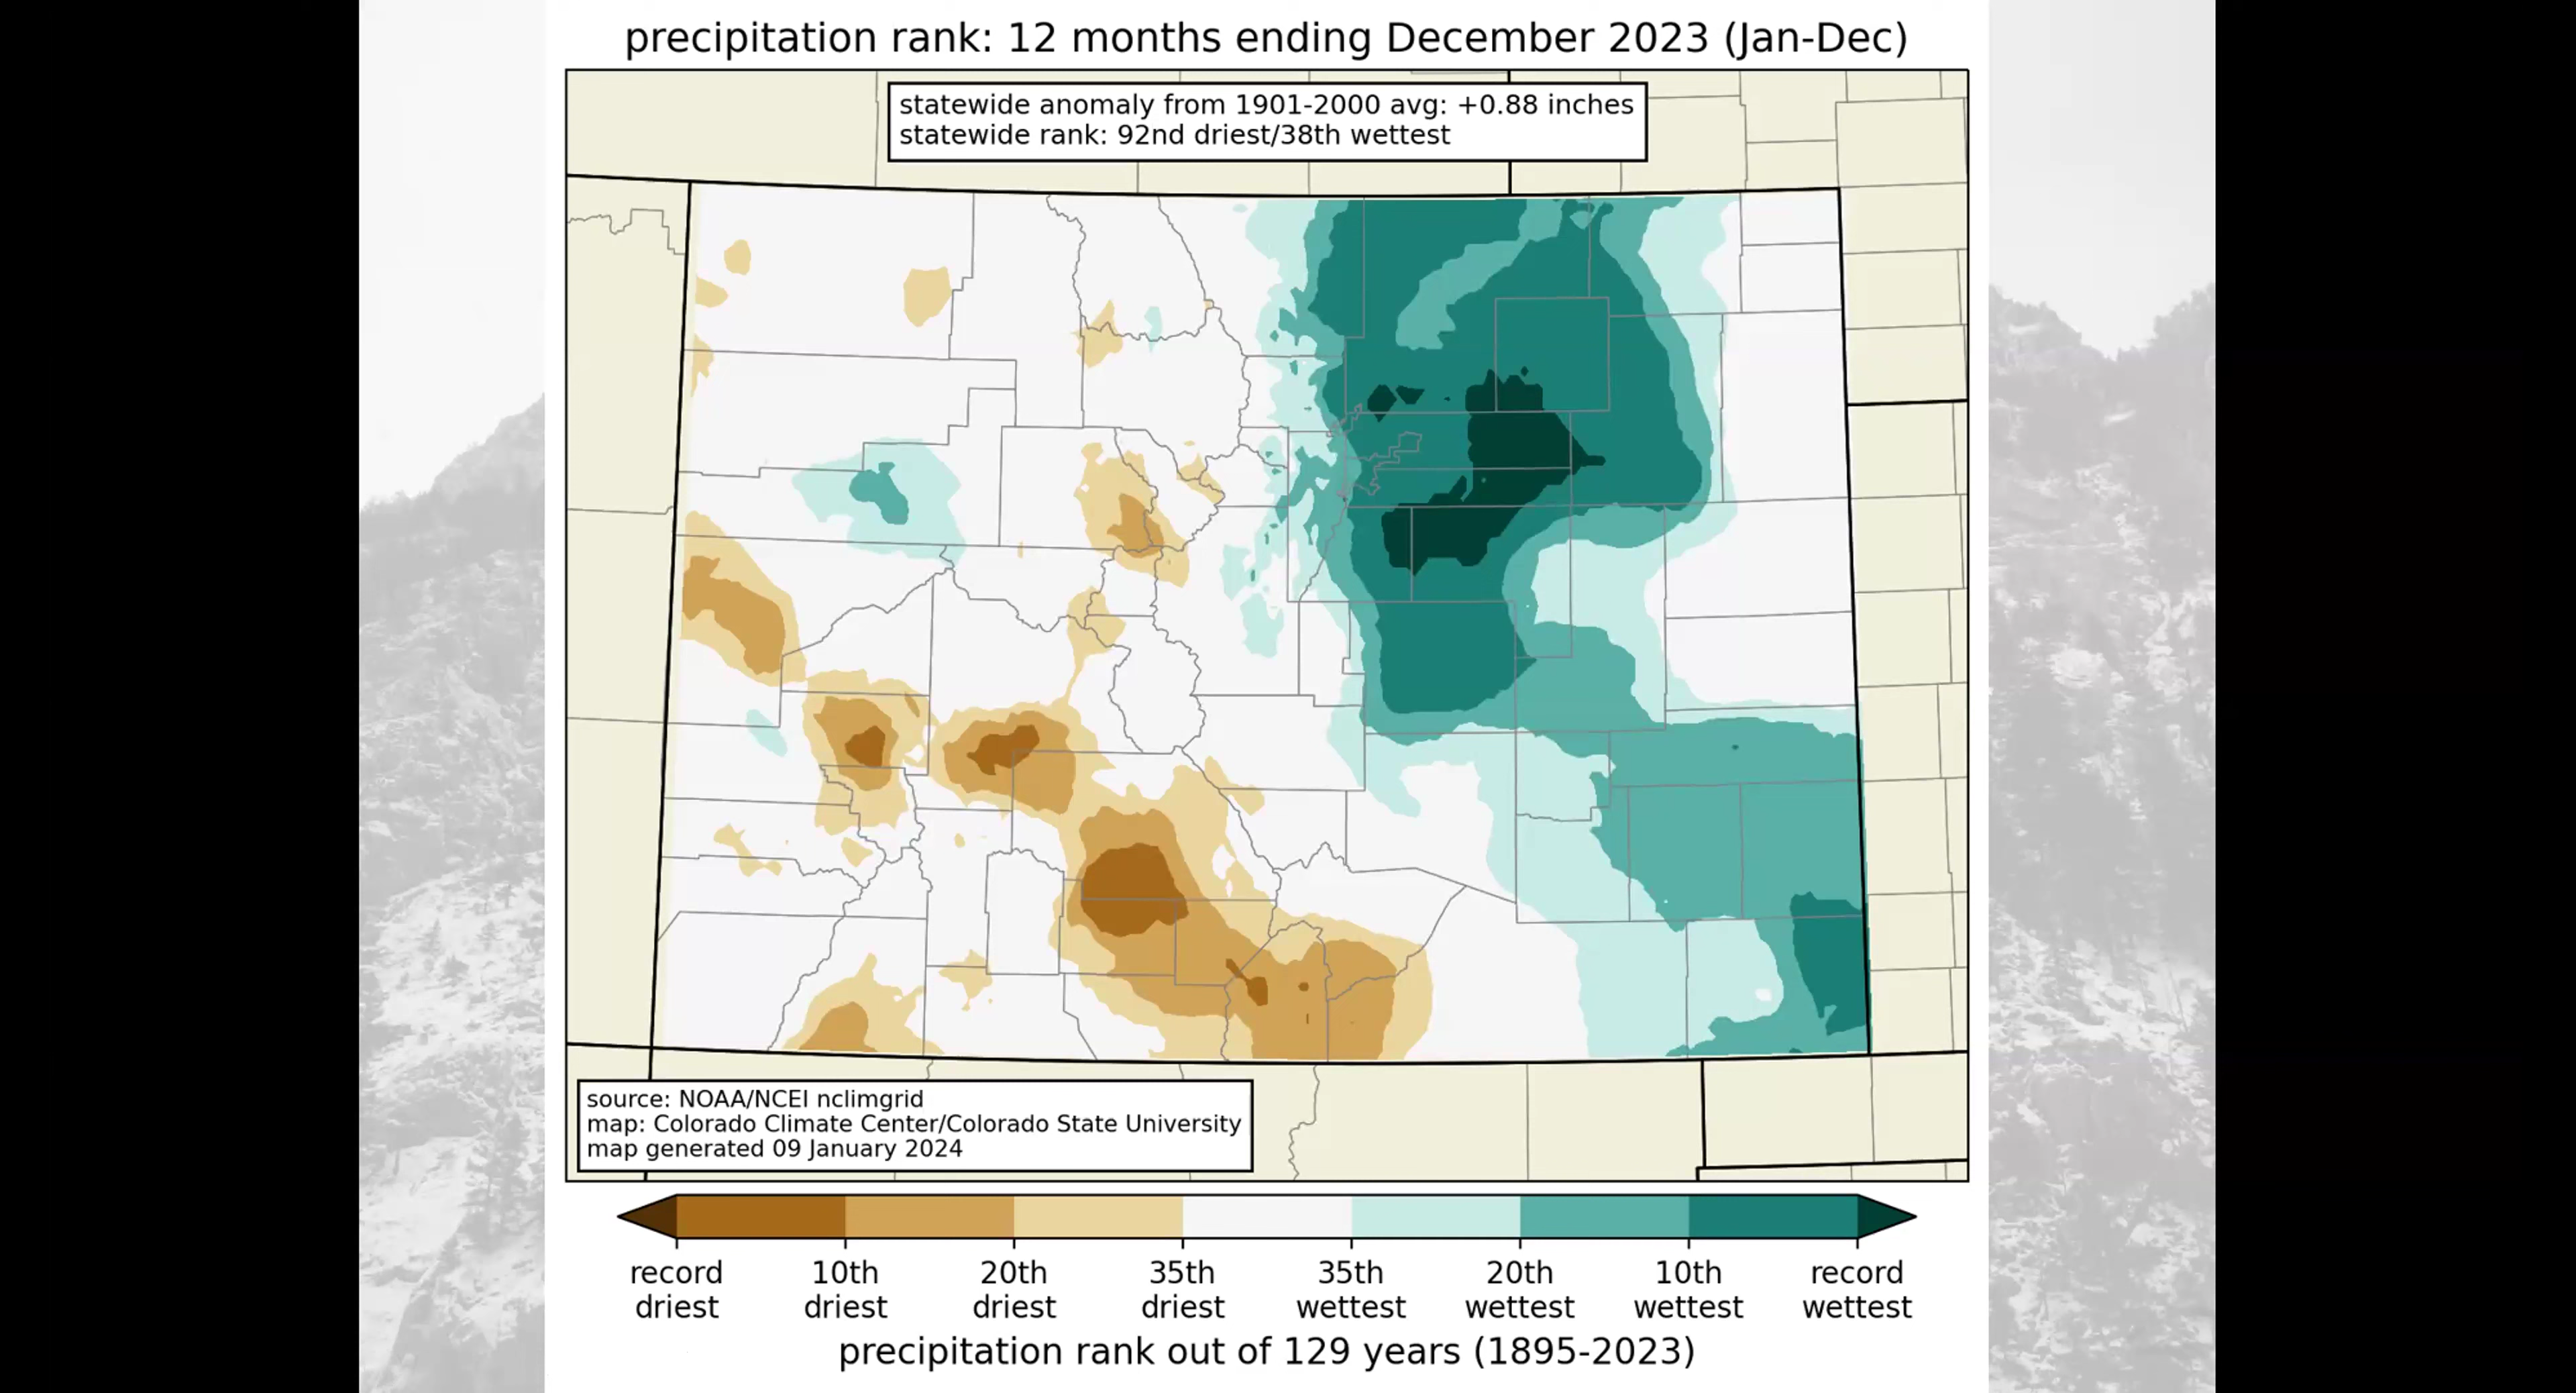 precipitation rank: 12 months ending December 2023 (Jan-Dec)
statewide anomaly from 1901-2000 avg: +0.88 inches
statewide rank: 92nd driest/38th wettest
source: NOAA/NCEI nclimgrid
map: Colorado Climate Center/Colorado State University
map generated 09 January 2024
record driest
10th driest
20th driest
35th driest
35th wettest
20th wettest
10th wettest
record wettest
precipitation rank out of 129 years (1895-2023)